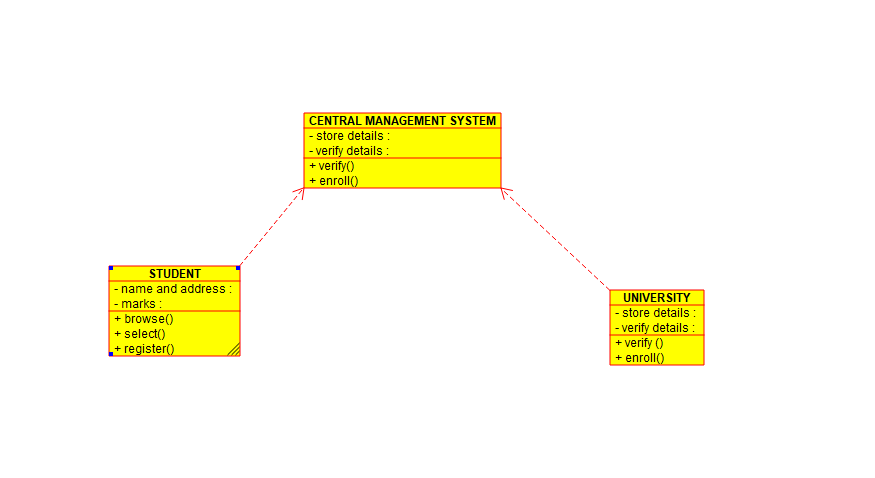 CENTRAL MANAGEMENT SYSTEM
- store details :
- verify details :
+ verify()
+ enroll()
STUDENT
- name and address :
- marks :
+ browse()
+ select()
+ register()
UNIVERSITY
- store details :
- verify details :
+ verify ()
+ enroll()